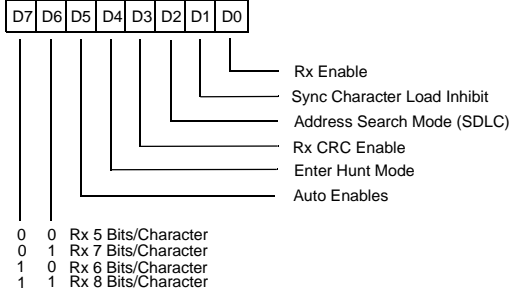 D7 D6 D5 D4 D3 D2 D1 D0
Rx Enable
Sync Character Load Inhibit
Address Search Mode (SDLC)
Rx CRC Enable
Enter Hunt Mode
Auto Enables
0 0 Rx 5 Bits/Character
0 1 Rx 7 Bits/Character
1 0 Rx 6 Bits/Character
1 1 Rx 8 Bits/Character